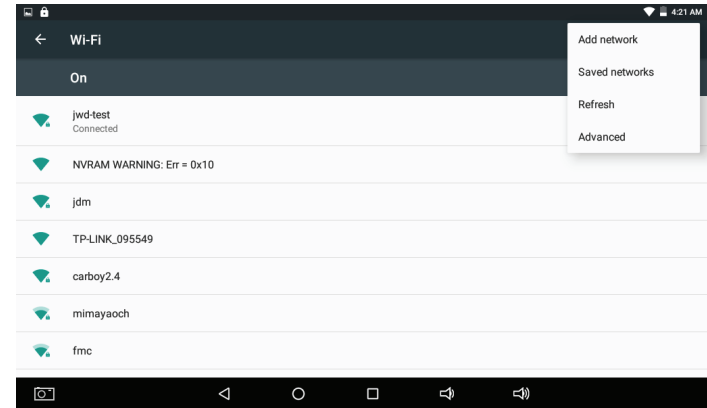 4:21 AM
Wi-Fi
Add network
Saved networks
Refresh
Advanced
On
jwd-test
Connected
NVRAM WARNING: Err = 0x10
jdm
TP-LINK_095549
carboy2.4
mimayaoch
fmc